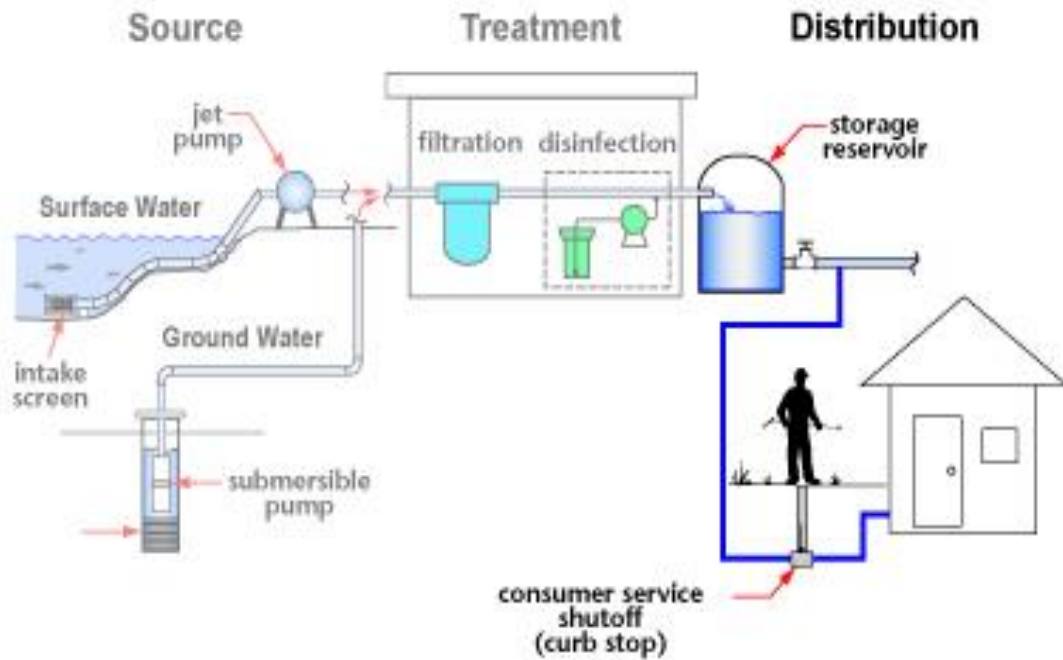 Source
Treatment
Distribution
jet
pump
filtration
disinfection
storage
reservoir
Surface Water
Ground Water
intake
screen
submersible
pump
consumer service
shutoff
(curb stop)